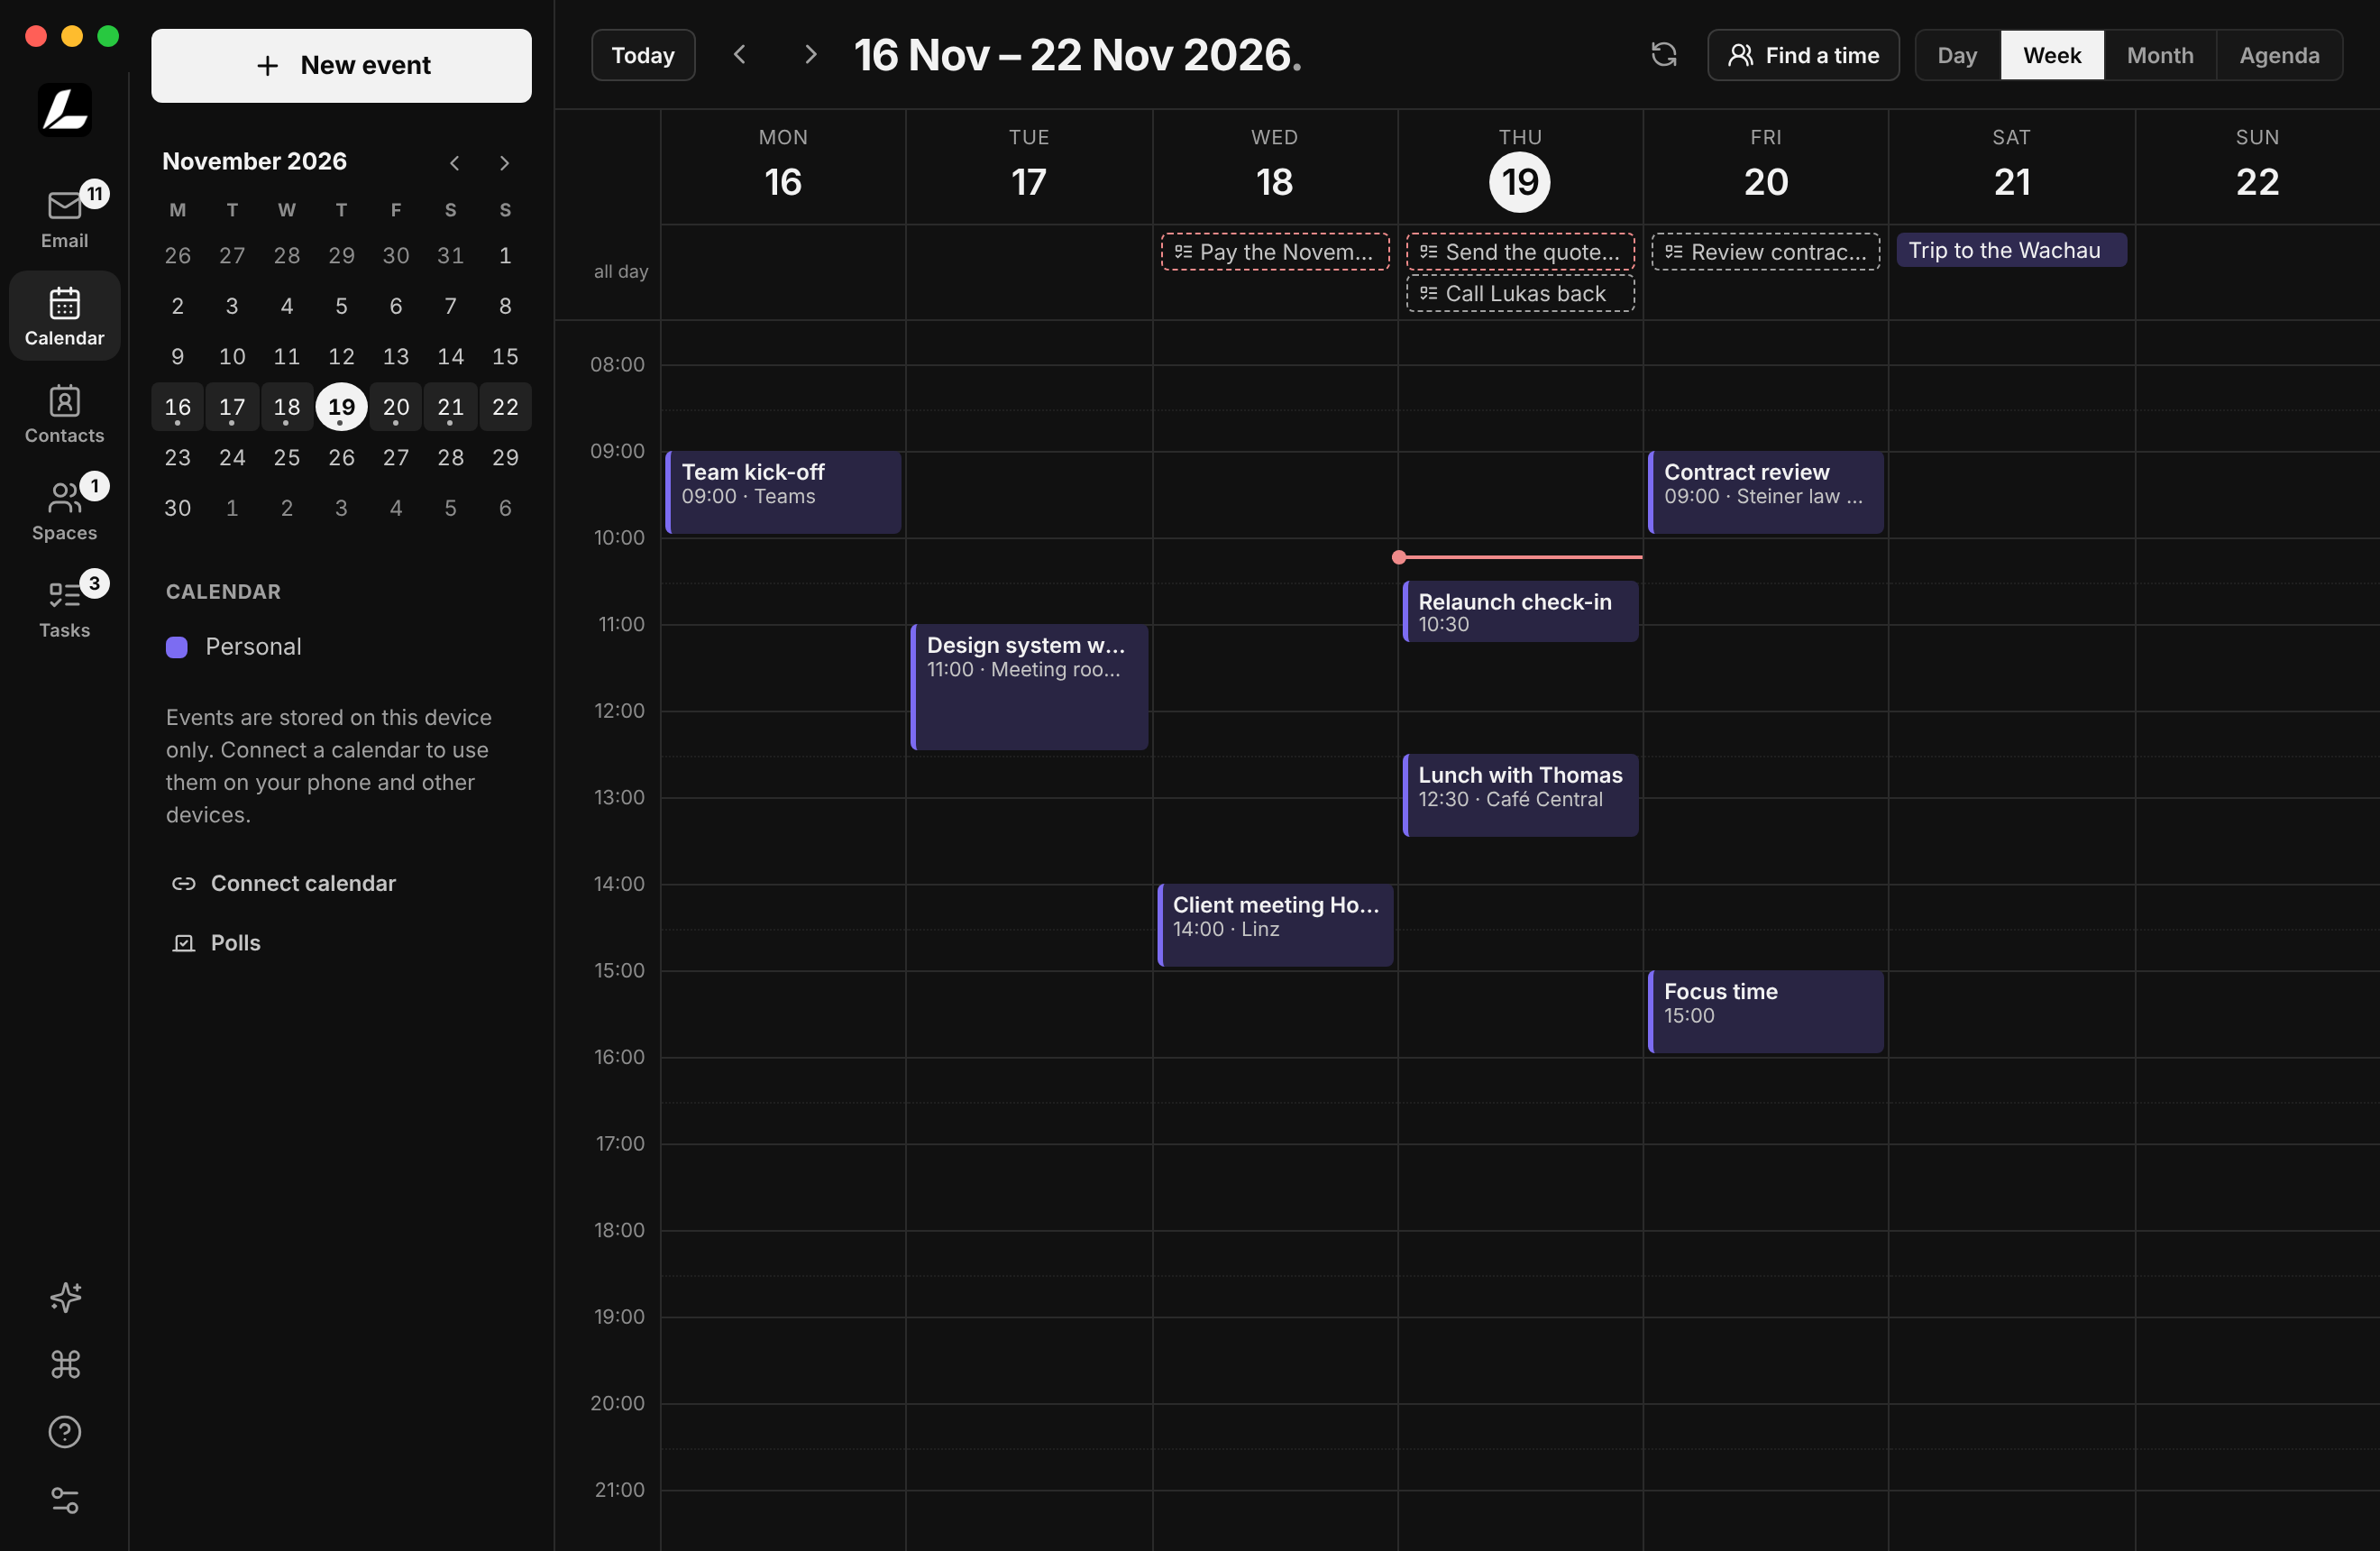 New event
November 2026
M T W T F S S
26 27 28 29 30 31 1
2 3 4 5 6 7 8
9 10 11 12 13 14 15
16 17 18 19 20 21 22
23 24 25 26 27 28 29
30 1 2 3 4 5 6
11
Email
Calendar
Contacts
1
Spaces
3
Tasks
CALENDAR
Personal
Events are stored on this device
only. Connect a calendar to use
them on your phone and other
devices.
Connect calendar
Polls
Today
16 Nov – 22 Nov 2026.
Find a time
Day Week Month Agenda
MON TUE WED THU FRI SAT SUN
16 17 18 19 20 21 22
all day
Pay the Novem...
Send the quote...
Call Lukas back
Review contrac...
Trip to the Wachau
08:00
09:00
10:00
11:00
12:00
13:00
14:00
15:00
16:00
17:00
18:00
19:00
20:00
21:00
Team kick-off
09:00 · Teams
Design system w...
11:00 · Meeting roo...
Client meeting Ho...
14:00 · Linz
Relaunch check-in
10:30
Lunch with Thomas
12:30 · Café Central
Contract review
09:00 · Steiner law ...
Focus time
15:00